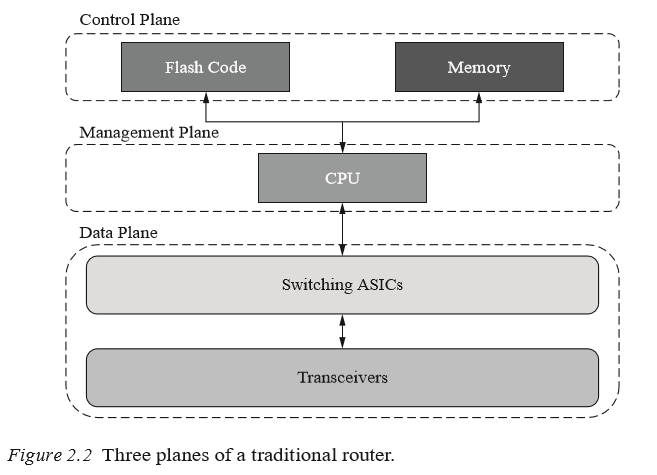 Control Plane
Flash Code
Memory
Management Plane
CPU
Data Plane
Switching ASICs
Transceivers
Figure 2.2 Three planes of a traditional router.